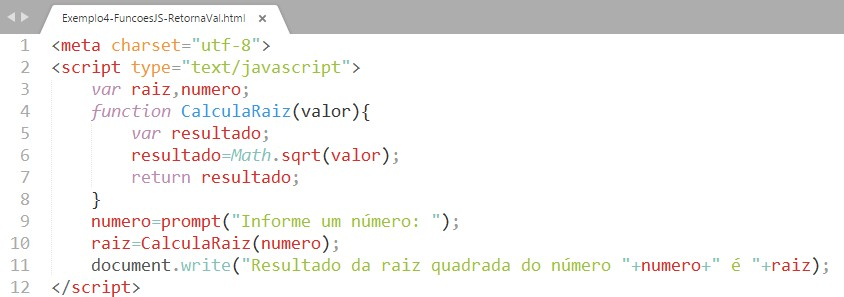 Exemplo4-FuncoesJS-RetornaVal.html ×
1 <meta charset="utf-8">
2 <script type="text/javascript">
3 var raiz,numero;
4 function CalculaRaiz(valor){
5 var resultado;
6 resultado=Math.sqrt(valor);
7 return resultado;
8 }
9 numero=prompt("Informe um número: ");
10 raiz=CalculaRaiz(numero);
11 document.write("Resultado da raiz quadrada do número "+numero+" é "+raiz);
12 </script>